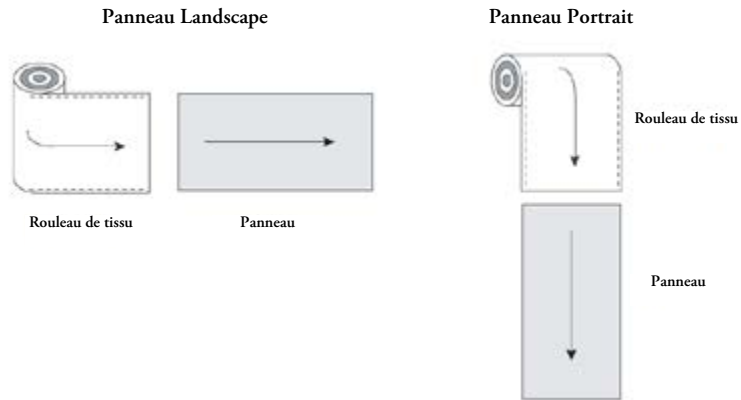 Panneau Landscape
Rouleau de tissu
Panneau
Panneau Portrait
Rouleau de tissu
Panneau